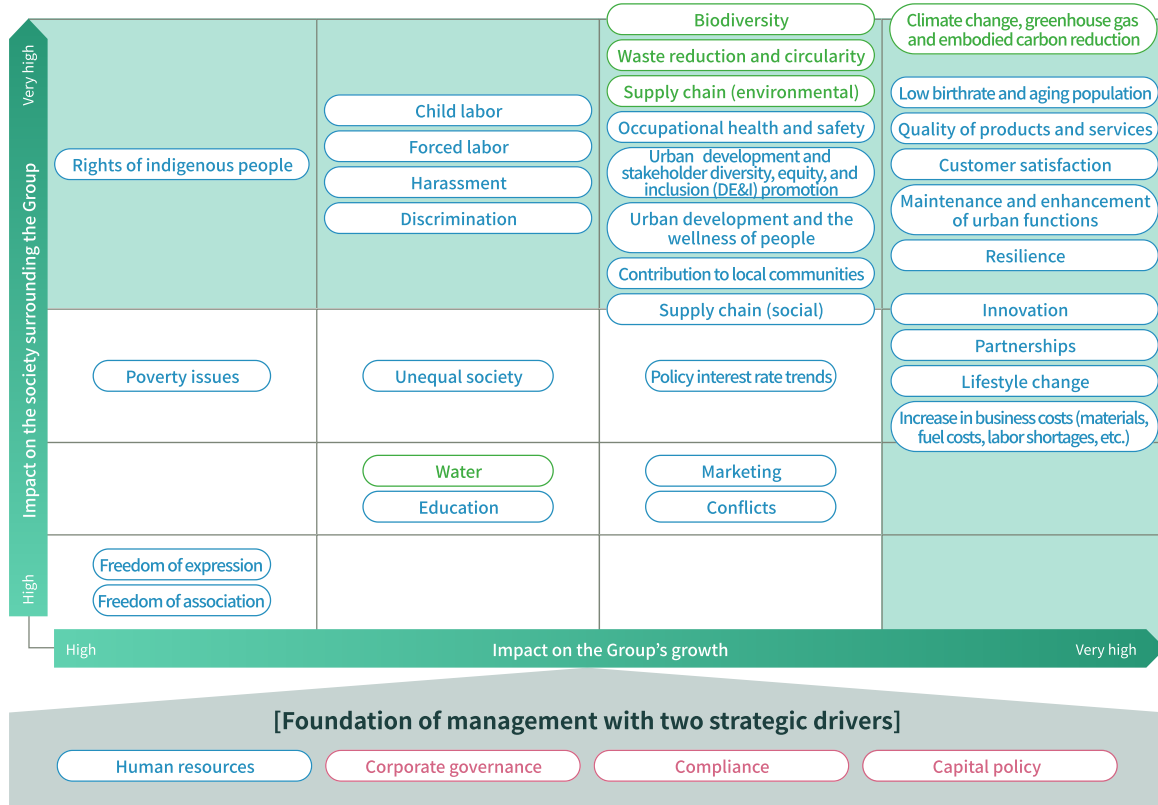 Very high
Impact on the society surrounding the Group
High
Rights of indigenous people
Child labor
Forced labor
Harassment
Discrimination
Biodiversity
Waste reduction and circularity
Supply chain (environmental)
Occupational health and safety
Urban development and
stakeholder diversity, equity, and
inclusion (DE&I) promotion
Urban development and the
wellness of people
Contribution to local communities
Supply chain (social)
Climate change, greenhouse gas
and embodied carbon reduction
Low birthrate and aging population
Quality of products and services
Customer satisfaction
Maintenance and enhancement
of urban functions
Resilience
Innovation
Partnerships
Lifestyle change
Increase in business costs (materials,
fuel costs, labor shortages, etc.)
Poverty issues
Unequal society
Policy interest rate trends
Water
Education
Marketing
Conflicts
Freedom of expression
Freedom of association
High
Impact on the Group's growth
Very high
[Foundation of management with two strategic drivers]
Human resources
Corporate governance
Compliance
Capital policy